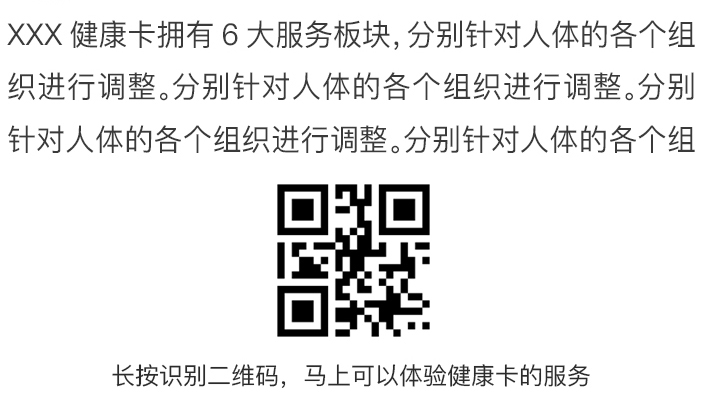 XXX 健康卡拥有 6 大服务板块，分别针对人体的各个组
织进行调整。分别针对人体的各个组织进行调整。分别
针对人体的各个组织进行调整。分别针对人体的各个组
长按识别二维码，马上可以体验健康卡的服务